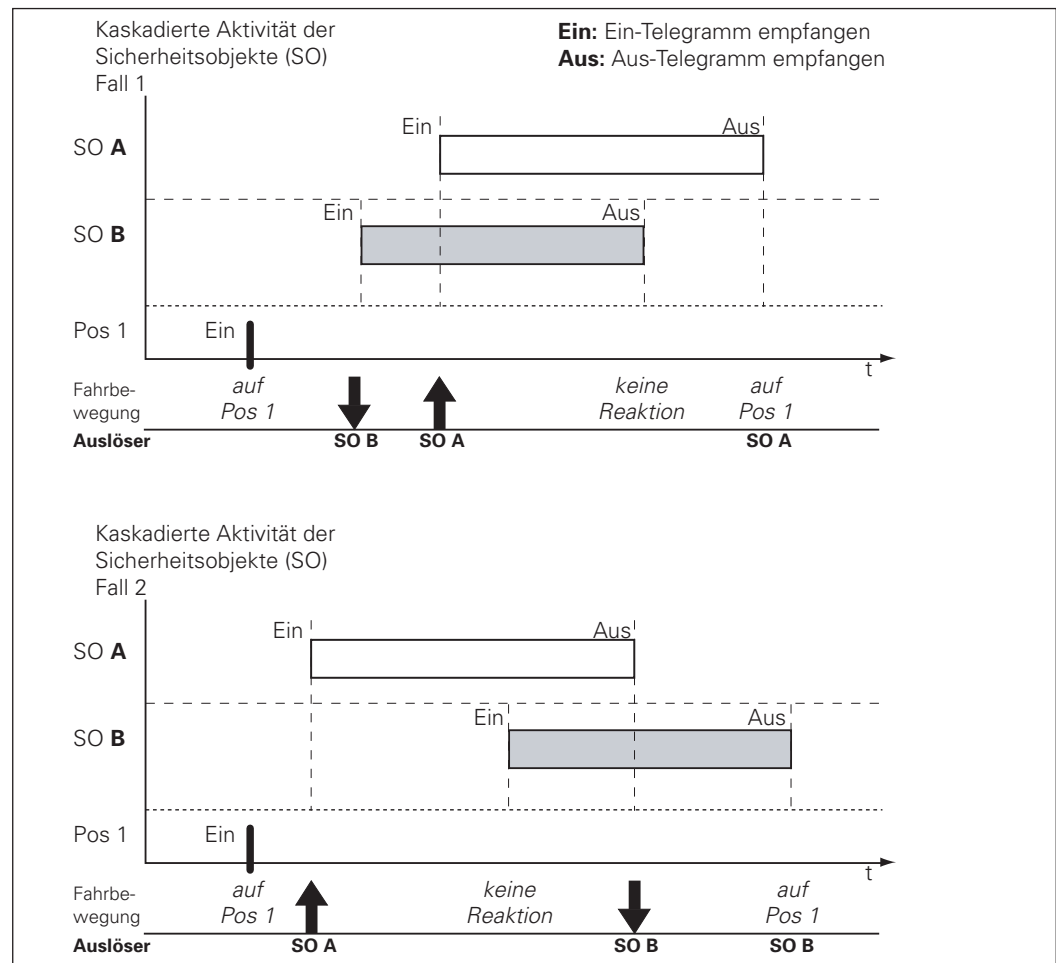 Kaskadierte Aktivität der
Sicherheitsobjekte (SO)
Fall 1
Ein: Ein-Telegramm empfangen
Aus: Aus-Telegramm empfangen
Ein Aus
SO A
Ein Aus
SO B
Pos 1 Ein
t
Fahrbe-
wegung
auf
Pos 1
keine
Reaktion
auf
Pos 1
Auslöser SO B SO A SO A
Kaskadierte Aktivität der
Sicherheitsobjekte (SO)
Fall 2
Ein Aus
SO A
Ein Aus
SO B
Pos 1 Ein
t
Fahrbe-
wegung
auf
Pos 1
keine
Reaktion
auf
Pos 1
Auslöser SO A SO B SO B